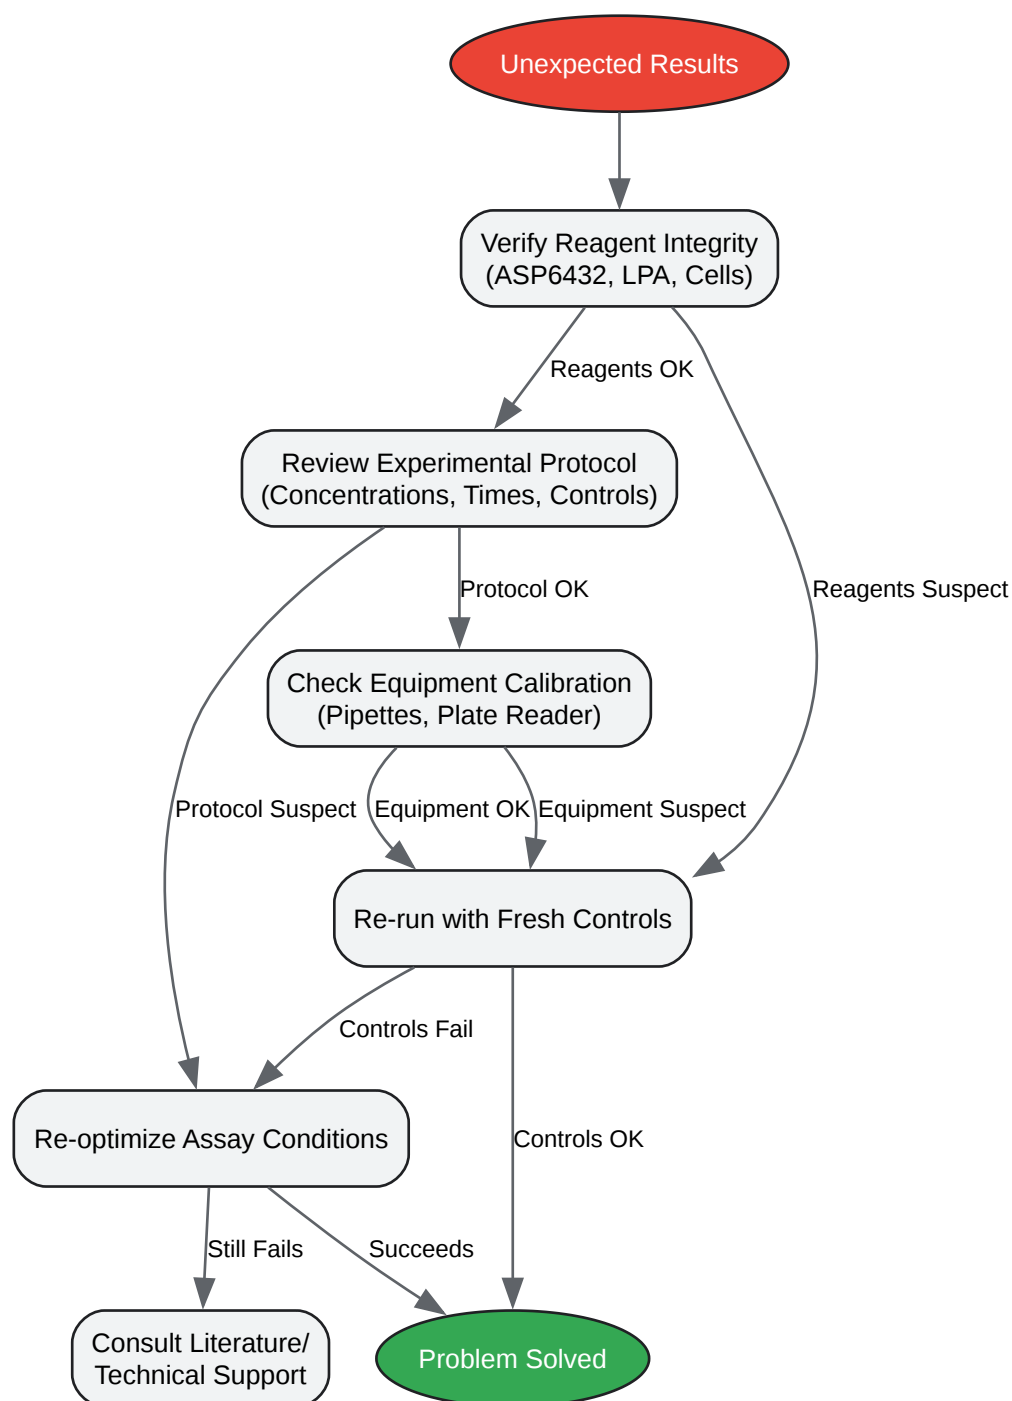 Unexpected Results
Verify Reagent Integrity
(ASP6432, LPA, Cells)
Reagents OK
Review Experimental Protocol
(Concentrations, Times, Controls)
Protocol OK
Reagents Suspect
Check Equipment Calibration
(Pipettes, Plate Reader)
Protocol Suspect
Equipment OK
Equipment Suspect
Re-run with Fresh Controls
Controls Fail
Re-optimize Assay Conditions
Controls OK
Still Fails
Succeeds
Consult Literature/
Technical Support
Problem Solved